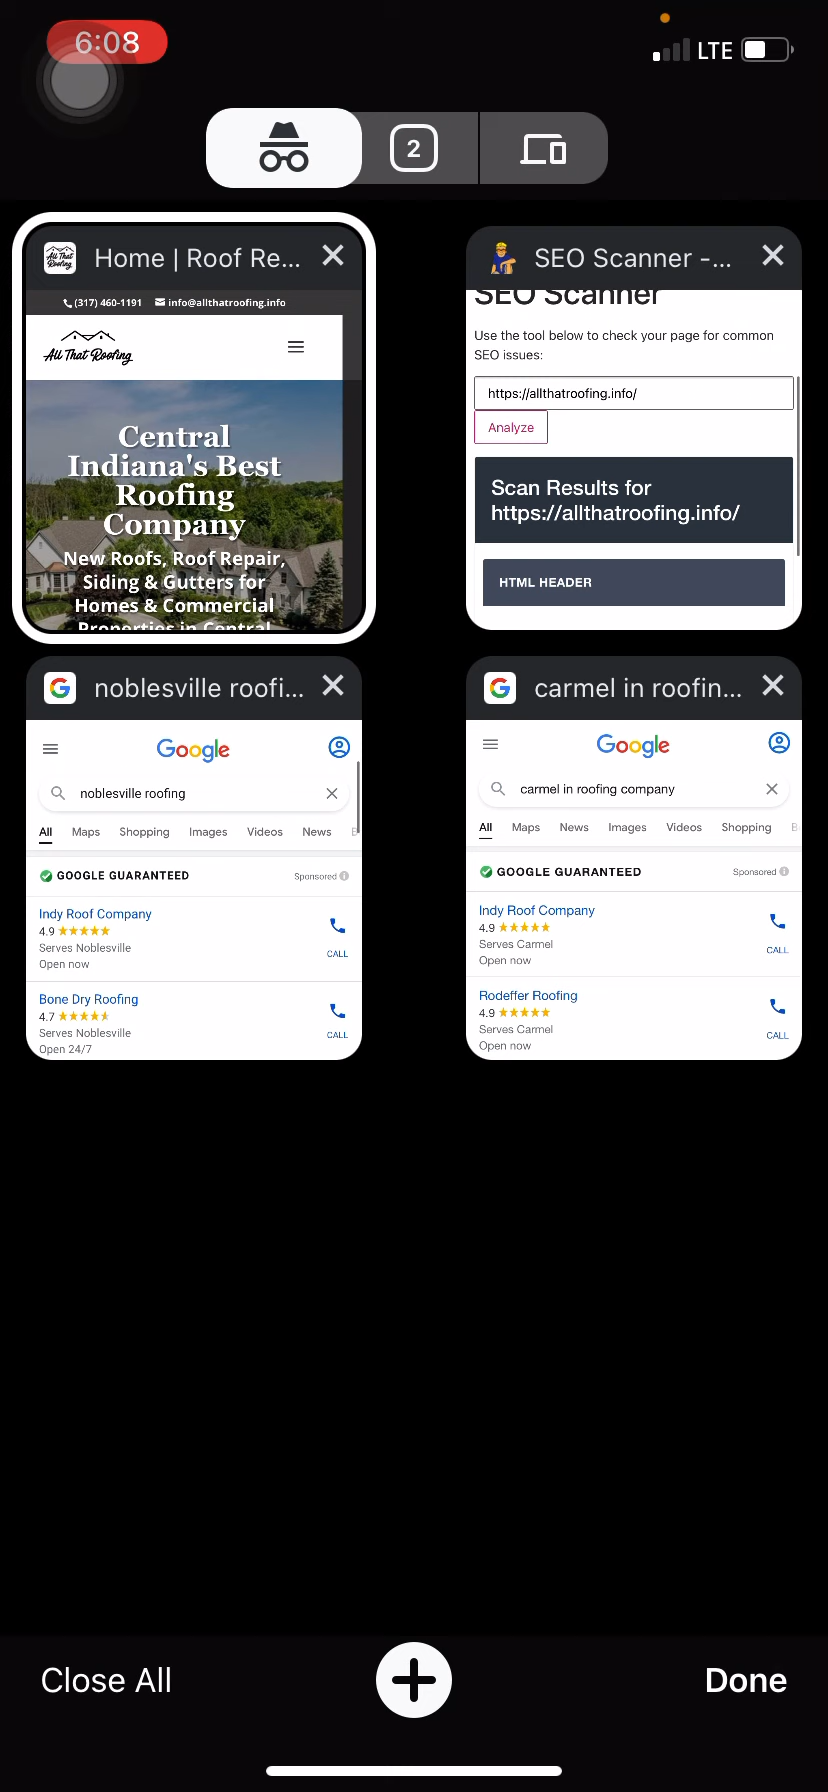 6:08
LTE
2
Home | Roof Re...
(317) 460-1191 info@allthatroofing.info
All That Roofing
Central
Indiana's Best
Roofing
Company
New Roofs, Roof Repair,
Siding & Gutters for
Homes & Commercial
Properties in Central
SEO Scanner -...
SEO Scanner
Use the tool below to check your page for common
SEO issues:
https://allthatroofing.info/
Analyze
Scan Results for
https://allthatroofing.info/
HTML HEADER
noblesville roofi...
Google
noblesville roofing
All Maps Shopping Images Videos News
GOOGLE GUARANTEED Sponsored
Indy Roof Company
4.9
Serves Noblesville
Open now
CALL
Bone Dry Roofing
4.7
Serves Noblesville
Open 24/7
CALL
carmel in roofin...
Google
carmel in roofing company
All Maps News Images Videos Shopping B
GOOGLE GUARANTEED Sponsored
Indy Roof Company
4.9
Serves Carmel
Open now
CALL
Rodeffer Roofing
4.9
Serves Carmel
Open now
CALL
Close All
Done